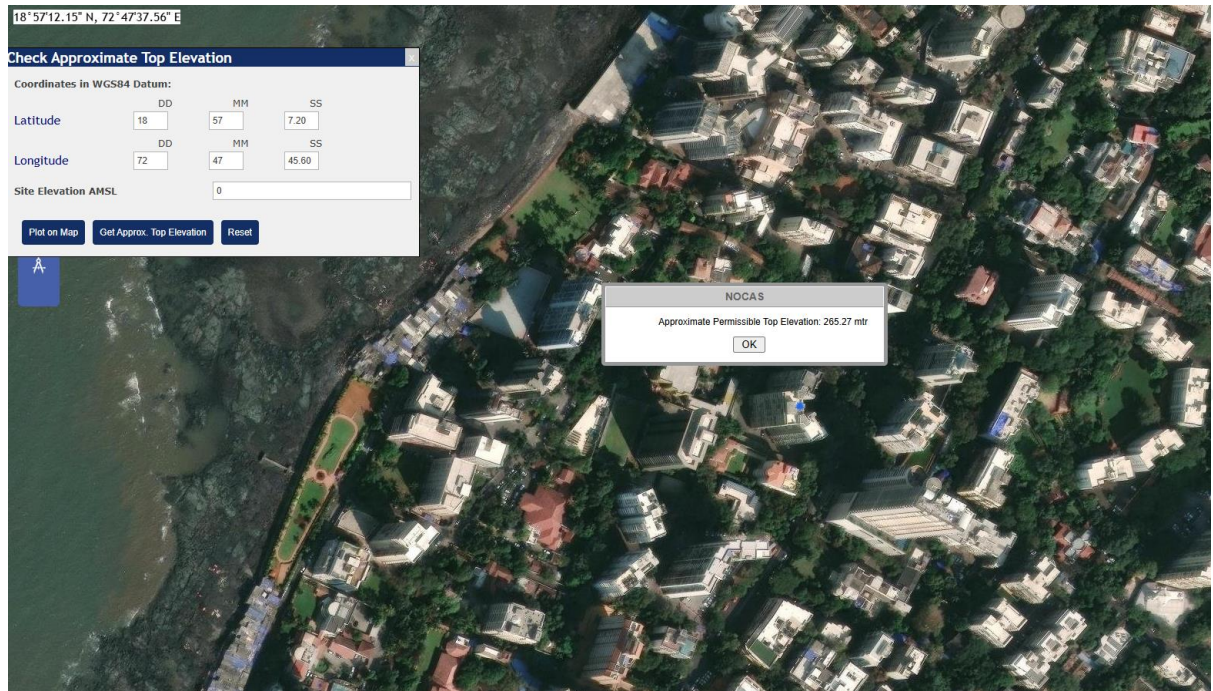 18°57'12.15" N, 72°47'37.56" E
Check Approximate Top Elevation
x
Coordinates in WGS84 Datum:
DD MM SS
Latitude 18 57 7.20
DD MM SS
Longitude 72 47 45.60
Site Elevation AMSL 0
Plot on Map Get Approx. Top Elevation Reset
NOCAS
Approximate Permissible Top Elevation: 265.27 mtr
OK